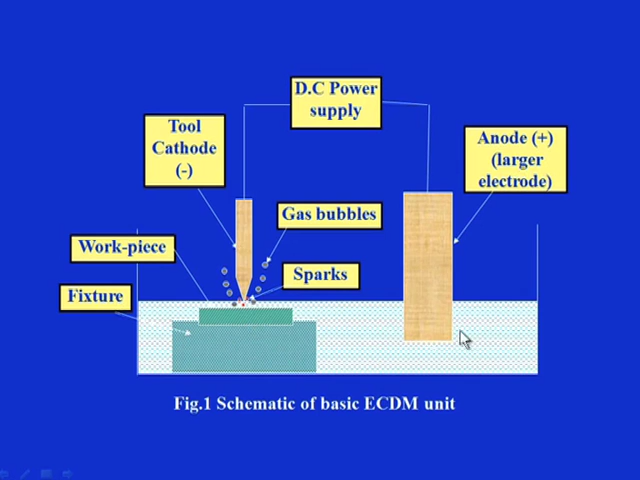 D.C Power
supply
Tool
Cathode
(-)
Anode (+)
(larger
electrode)
Gas bubbles
Work-piece
Sparks
Fixture
Fig.1 Schematic of basic ECDM unit